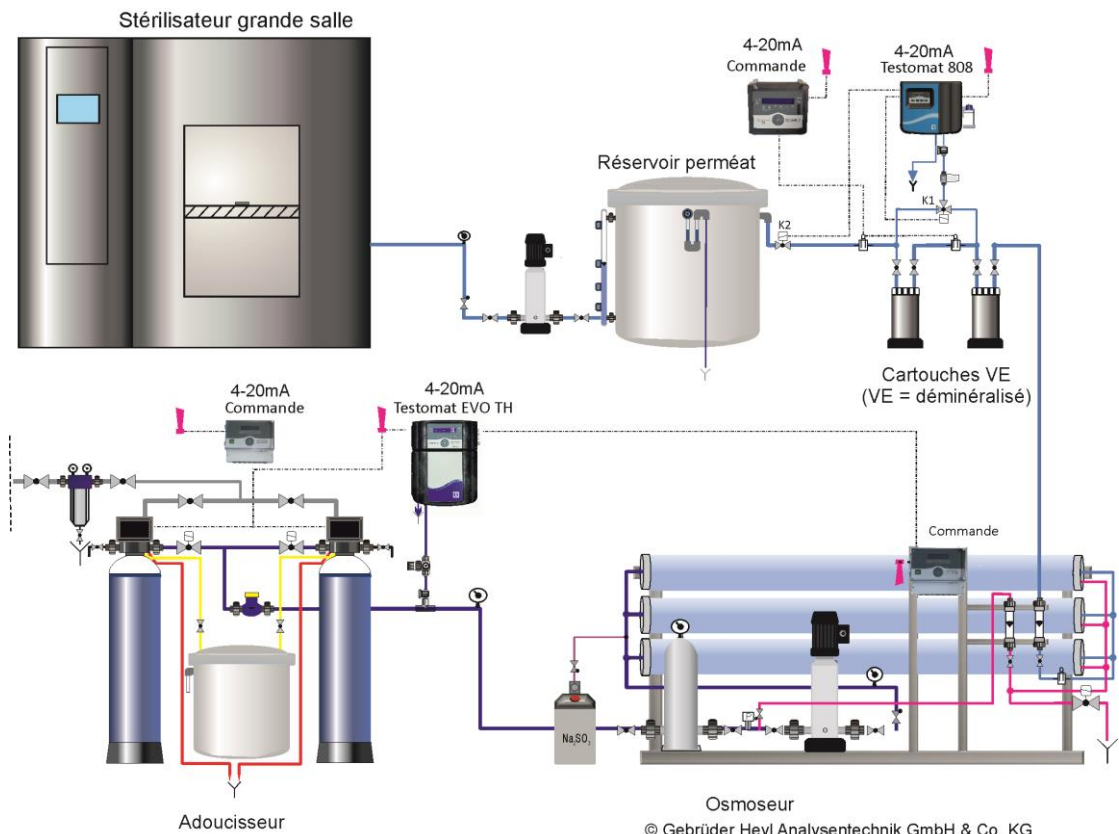 Stérilisateur grande salle
4-20mA
Commande
4-20mA
Testomat 808
Réservoir perméat
K1
K2
Cartouches VE
(VE = déminéralisé)
4-20mA
Commande
4-20mA
Testomat EVO TH
Commande
Na2SO3
Adoucisseur
Osmoseur
© Gebrüder Heyl Analysentechnik GmbH & Co. KG